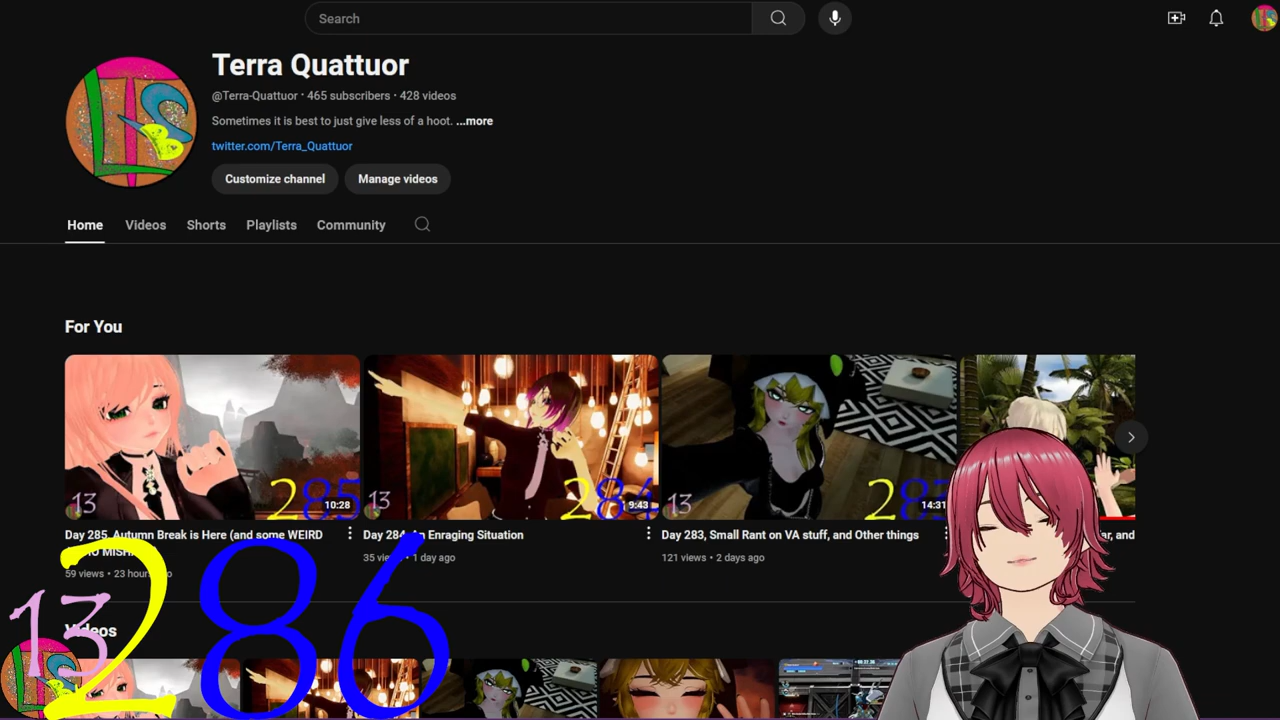 Search
Terra Quattuor
@Terra-Quattuor · 465 subscribers · 428 videos
Sometimes it is best to just give less of a hoot. ...more
twitter.com/Terra_Quattuor
Customize channel
Manage videos
Home
Videos
Shorts
Playlists
Community
For You
13
285
10:28
13
284
9:43
13
283
14:31
Day 285, Autumn Break is Here (and some WEIRD
Day 284, An Enraging Situation
Day 283, Small Rant on VA stuff, and Other things
and
59 views · 23 hours
35 views · 1 day ago
121 views · 2 days ago
13
286
Videos